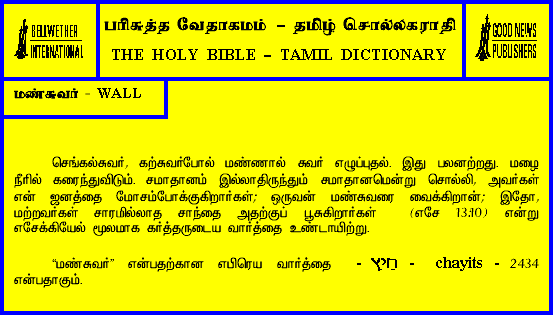 BELLWETHER
INTERNATIONAL
பரிசுத்த வேதாகமம் – தமிழ் சொல்லகராதி
THE HOLY BIBLE – TAMIL DICTIONARY
GOOD NEWS
PUBLISHERS
மண்சுவர் - WALL
செங்கல்சுவர், கற்சுவர்போல் மண்ணால் சுவர் எழுப்புதல். இது பலனற்றது. மழை
நீரில் கரைந்துவிடும். சமாதானம் இல்லாதிருந்தும் சமாதானமென்று சொல்லி, அவர்கள்
என் ஜனத்தை மோசம்போக்குகிறார்கள்; ஒருவன் மண்சுவரை வைக்கிறான்; இதோ,
மற்றவர்கள் சாரமில்லாத சாந்தை அதற்குப் பூசுகிறார்கள் (எசே 13:10) என்று
எசேக்கியேல் மூலமாக கர்த்தருடைய வார்த்தை உண்டாயிற்று.
“மண்சுவர்” என்பதற்கான எபிரெய வார்த்தை - חַיִץ - chayits - 2434
என்பதாகும்.